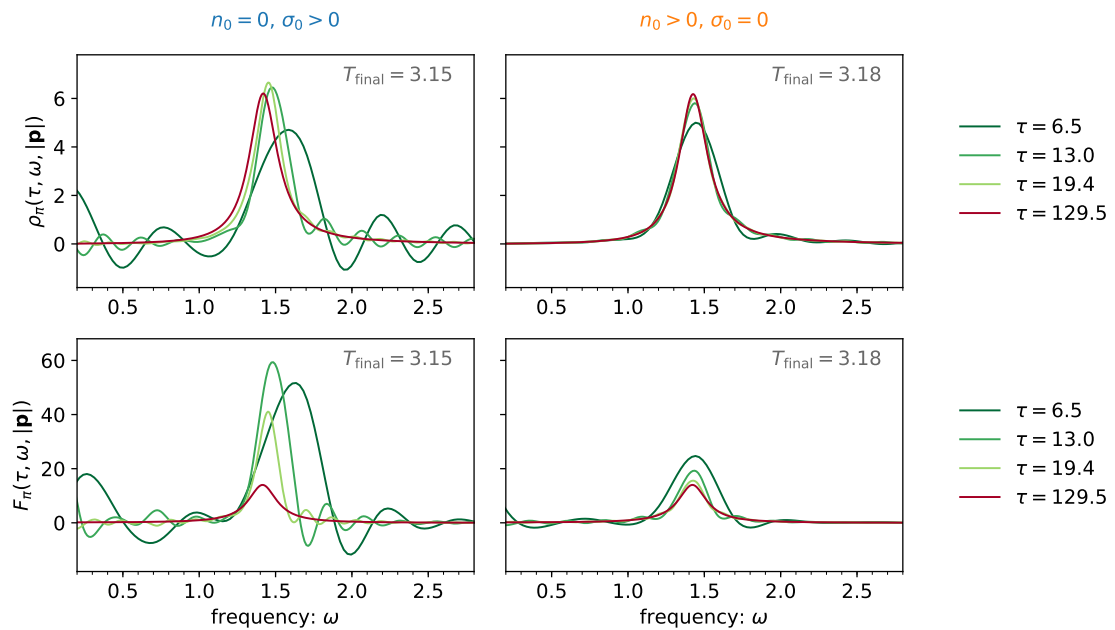 n₀ = 0, σ₀ > 0
n₀ > 0, σ₀ = 0
T_final = 3.15
T_final = 3.18
ρ_π(τ, ω, |p|)
6
4
2
0
0.5 1.0 1.5 2.0 2.5
0.5 1.0 1.5 2.0 2.5
τ = 6.5
τ = 13.0
τ = 19.4
τ = 129.5
T_final = 3.15
T_final = 3.18
F_π(τ, ω, |p|)
60
40
20
0
0.5 1.0 1.5 2.0 2.5
0.5 1.0 1.5 2.0 2.5
frequency: ω
frequency: ω
τ = 6.5
τ = 13.0
τ = 19.4
τ = 129.5